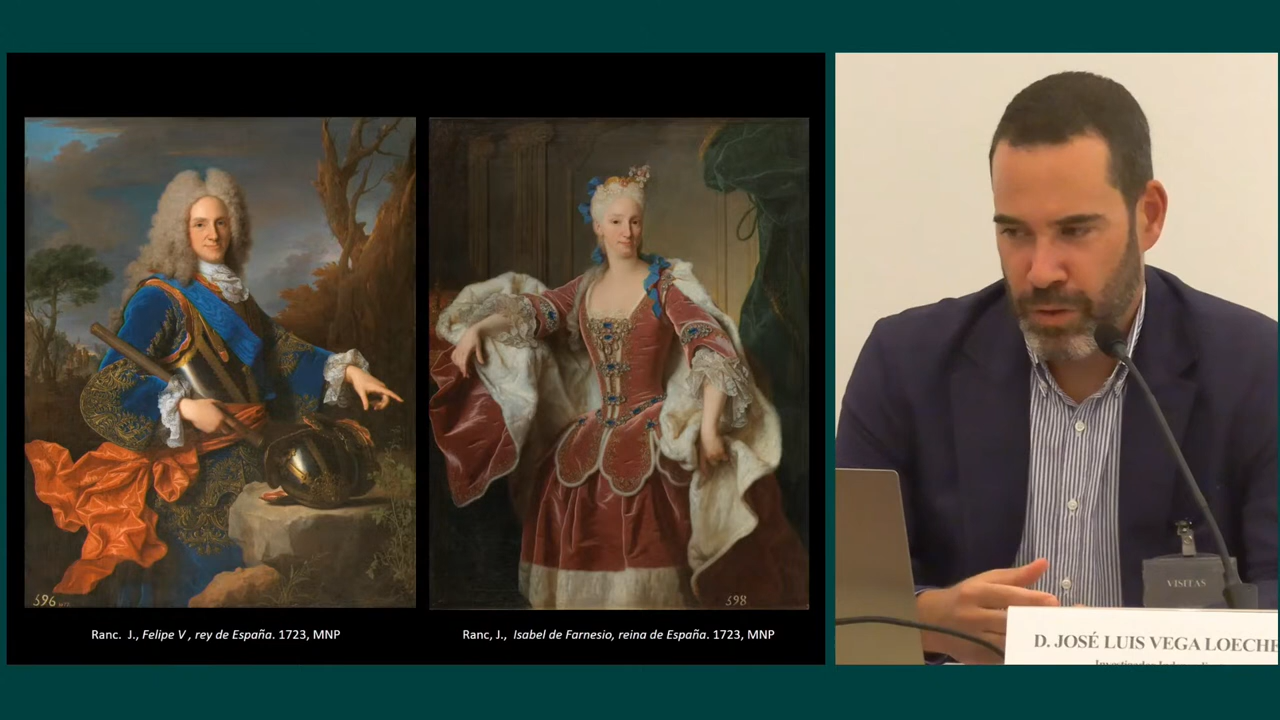 596
598
Ranc. J., Felipe V , rey de España. 1723, MNP
Ranc, J., Isabel de Farnesio, reina de España. 1723, MNP
VISITAS
D. JOSÉ LUIS VEGA LOECHE